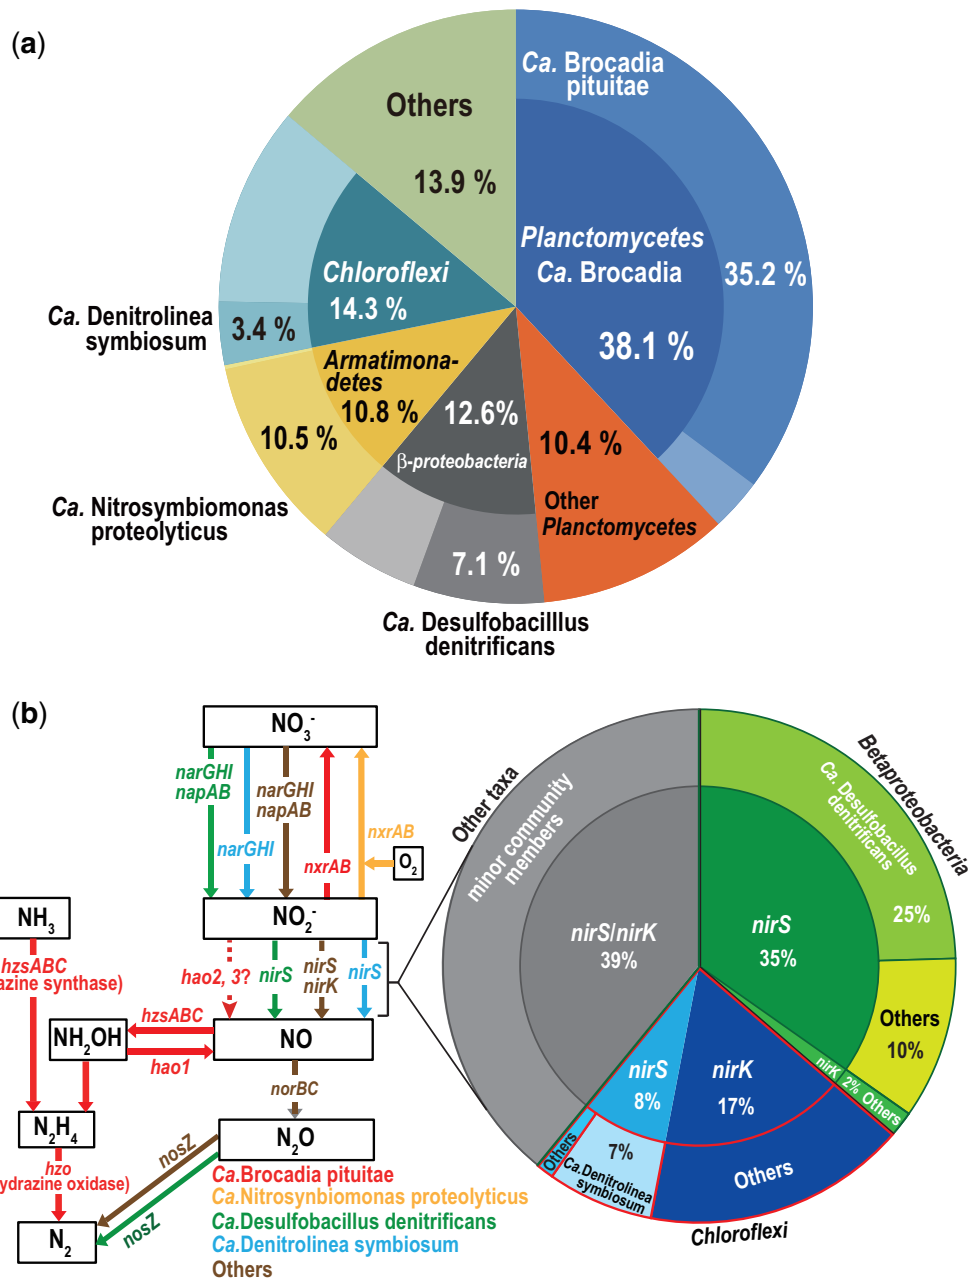 (a)
Ca. Brocadia
pituitae
Others
13.9 %
Planctomycetes
Ca. Brocadia
35.2 %
38.1 %
Chloroflexi
14.3 %
Ca. Denitrolinea
symbiosum
3.4 %
Armatimona-
detes
10.8 %
10.5 %
12.6%
β-proteobacteria
10.4 %
Other
Planctomycetes
Ca. Nitrosymbiomonas
proteolyticus
7.1 %
Ca. Desulfobacilllus
denitrificans
(b)
NO3-
narGHI
napAB
narGHI
narGHI
napAB
nxrAB
nxrAB
O2
NO2-
NH3
hzsABC
azine synthase)
hao2, 3?
nirS
nirS
nirK
nirS
hzsABC
NH2OH
NO
hao1
norBC
N2H4
N2O
hzo
ydrazine oxidase)
nosZ
nosZ
N2
Ca.Brocadia pituitae
Ca.Nitrosynbiomonas proteolyticus
Ca.Desulfobacillus denitrificans
Ca.Denitrolinea symbiosum
Others
Other taxa
minor community
members
nirS/nirK
39%
Betaproteobacteria
Ca. Desulfobacillus
denitrificans
25%
nirS
35%
Others
10%
nirK 2% Others
nirS
8%
nirK
17%
Others
7%
Ca.Denitrolinea
symbiosum
Others
Chloroflexi